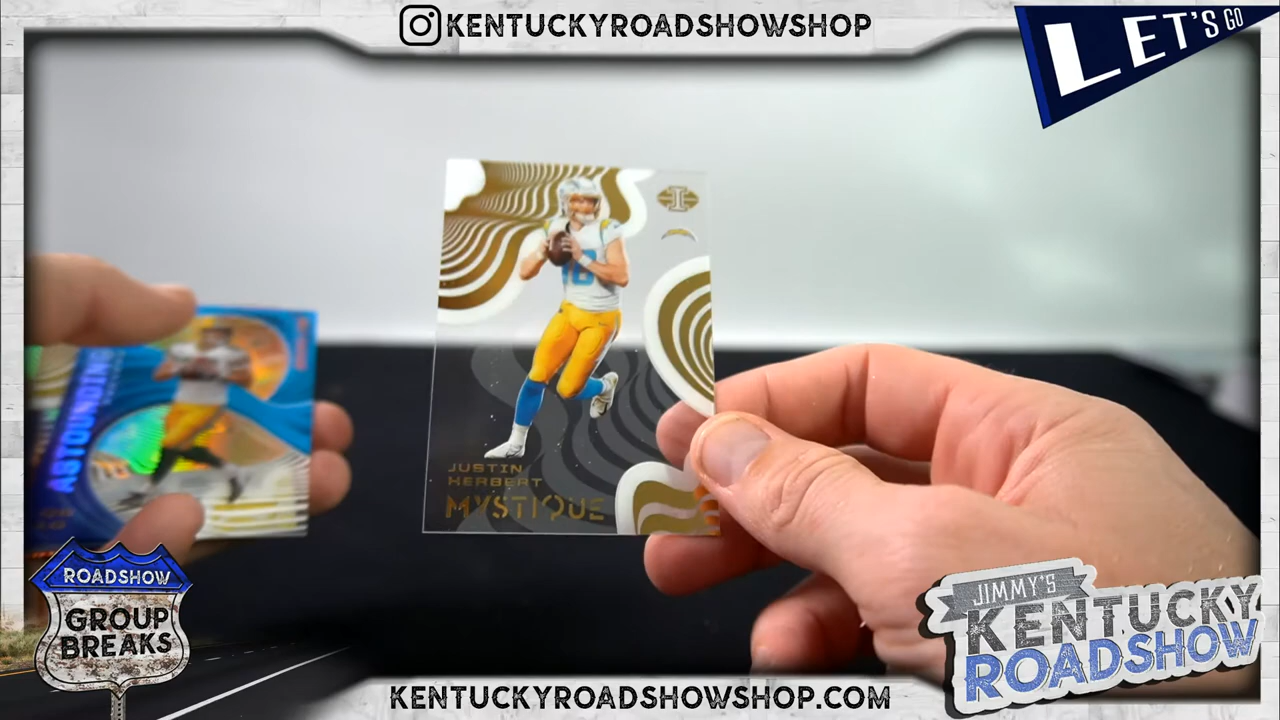 KENTUCKYROADSHOWSHOP
LET'S GO
ASTOUNDING
JUSTIN
HERBERT
MYSTIQUE
ROADSHOW
GROUP
BREAKS
JIMMY'S
KENTUCKY
ROADSHOW
KENTUCKYROADSHOWSHOP.COM